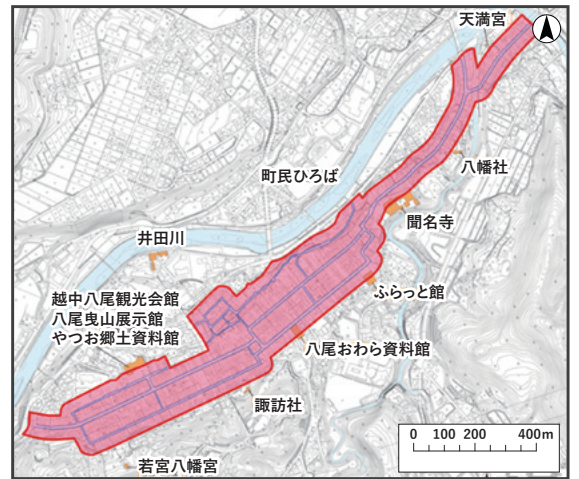 天満宮
八幡社
町民ひろば
聞名寺
井田川
ふらっと館
越中八尾観光会館
八尾曳山展示館
やつお郷土資料館
八尾おわら資料館
諏訪社
0 100 200 400m
若宮八幡宮